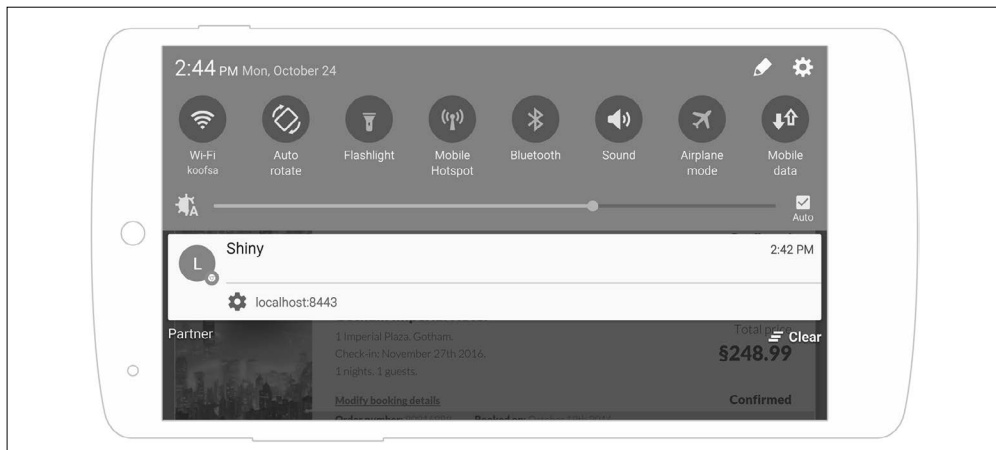 2:44 PM Mon, October 24
Wi-Fi
koofsa
Auto
rotate
Flashlight
Mobile
Hotspot
Bluetooth
Sound
Airplane
mode
Mobile
data
A
Auto
Shiny
2:42 PM
L
localhost:8443
Partner
Clear
1 Imperial Plaza, Gotham.
Check-in: November 27th 2016.
1 nights. 1 guests.
Total price
§248.99
Modify booking details
Confirmed